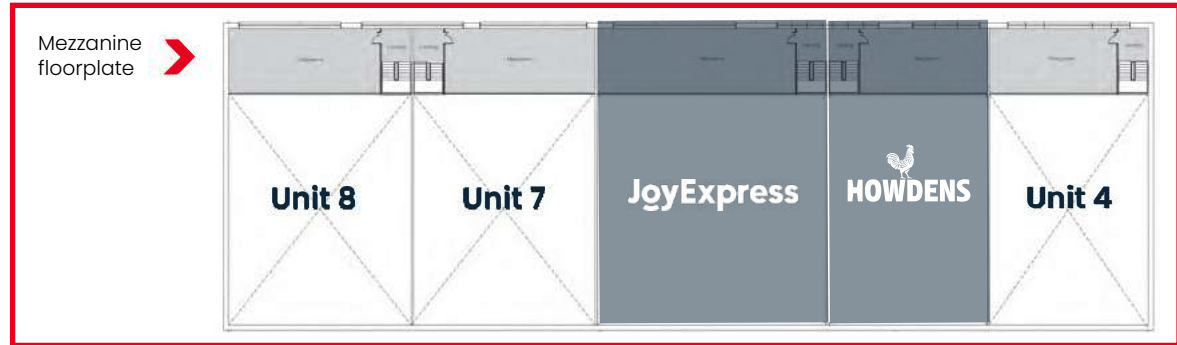 Mezzanine
floorplate
Unit 8
Unit 7
JoyExpress
HOWDENS
Unit 4